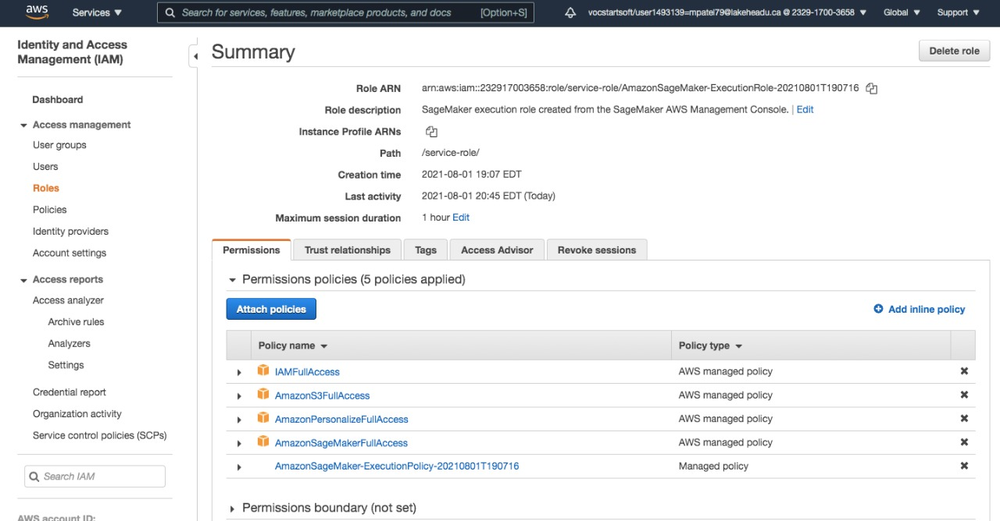 aws Services ▼ Search for services, features, marketplace products, and docs [Option+S] vocstartsoft/user1493139=mpatel79@lakeheadu.ca @ 2329-1700-3658 ▼ Global ▼ Support ▼
Identity and Access
Management (IAM)
Dashboard
Access management
User groups
Users
Roles
Policies
Identity providers
Account settings
Access reports
Access analyzer
Archive rules
Analyzers
Settings
Credential report
Organization activity
Service control policies (SCPs)
Search IAM
AWS account ID:
Summary
Delete role
Role ARN arn:aws:iam::232917003658:role/service-role/AmazonSageMaker-ExecutionRole-20210801T190716
Role description SageMaker execution role created from the SageMaker AWS Management Console. | Edit
Instance Profile ARNs
Path /service-role/
Creation time 2021-08-01 19:07 EDT
Last activity 2021-08-01 20:45 EDT (Today)
Maximum session duration 1 hour Edit
Permissions Trust relationships Tags Access Advisor Revoke sessions
Permissions policies (5 policies applied)
Attach policies Add inline policy
Policy name Policy type
IAMFullAccess AWS managed policy
AmazonS3FullAccess AWS managed policy
AmazonPersonalizeFullAccess AWS managed policy
AmazonSageMakerFullAccess AWS managed policy
AmazonSageMaker-ExecutionPolicy-20210801T190716 Managed policy
Permissions boundary (not set)